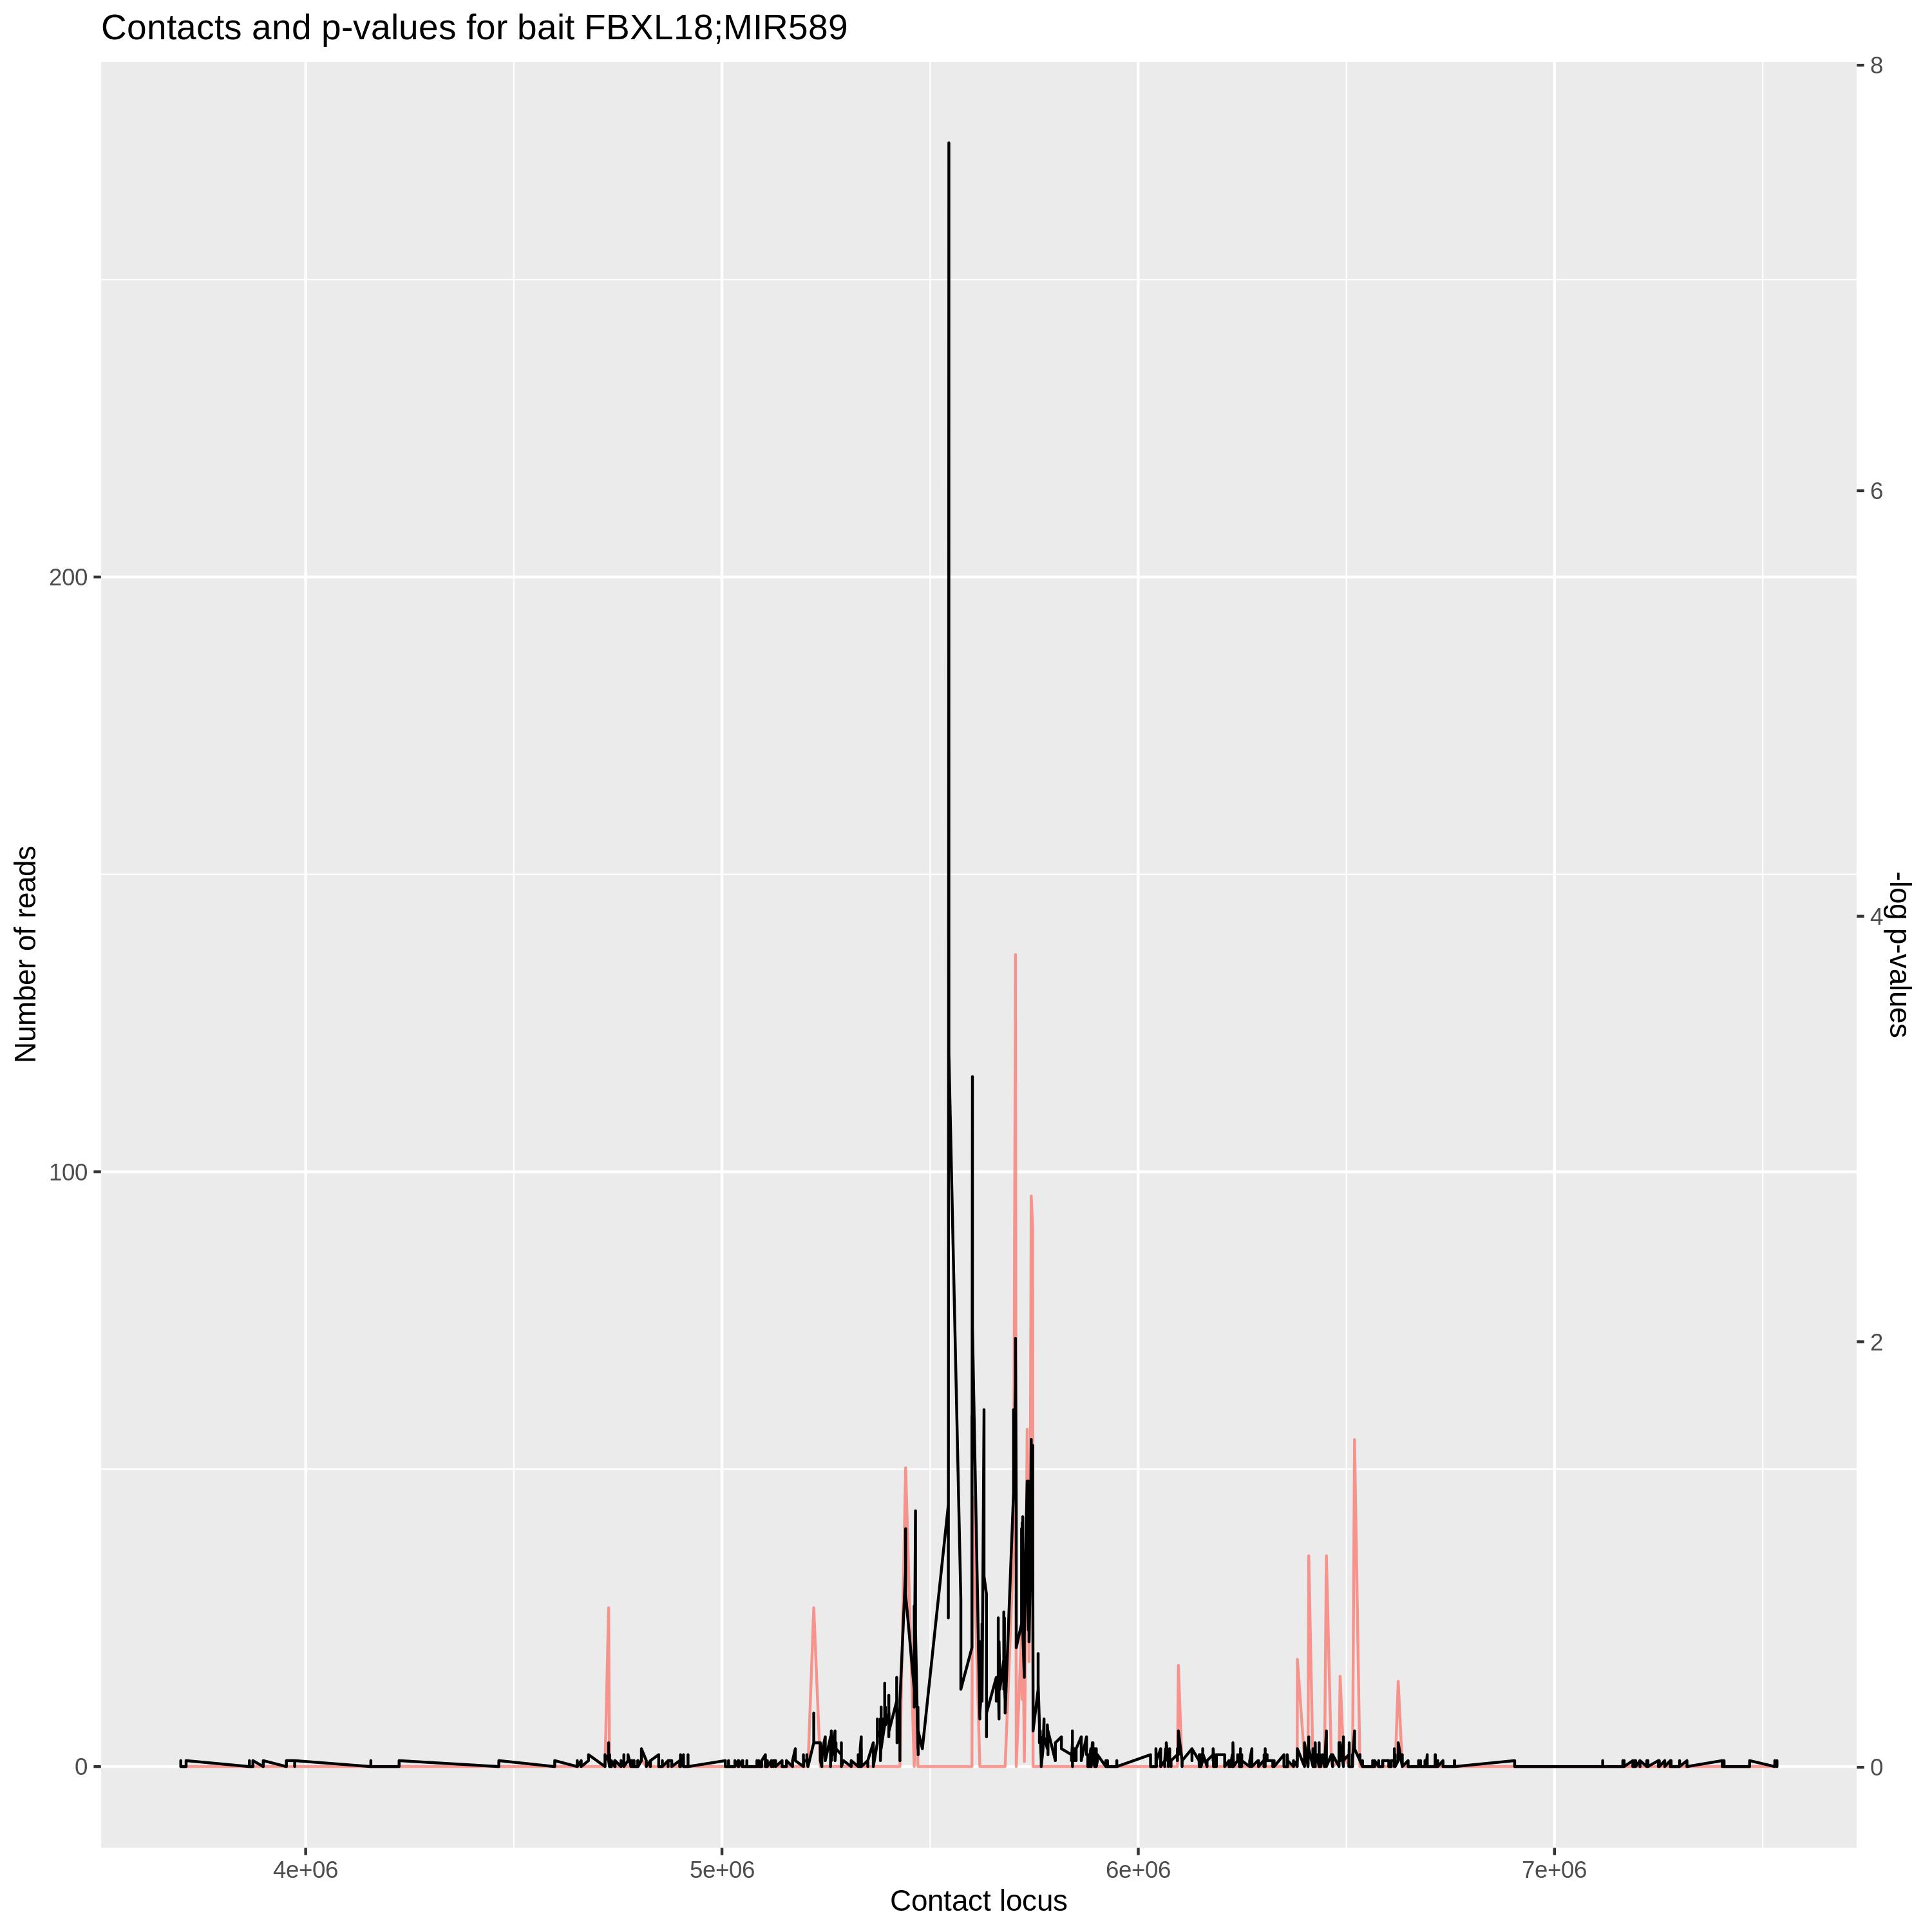 Contacts and p-values for bait FBXL18;MIR589
8
6
200
Number of reads
4
-log p-values
100
2
0
0
4e+06
5e+06
6e+06
7e+06
Contact locus